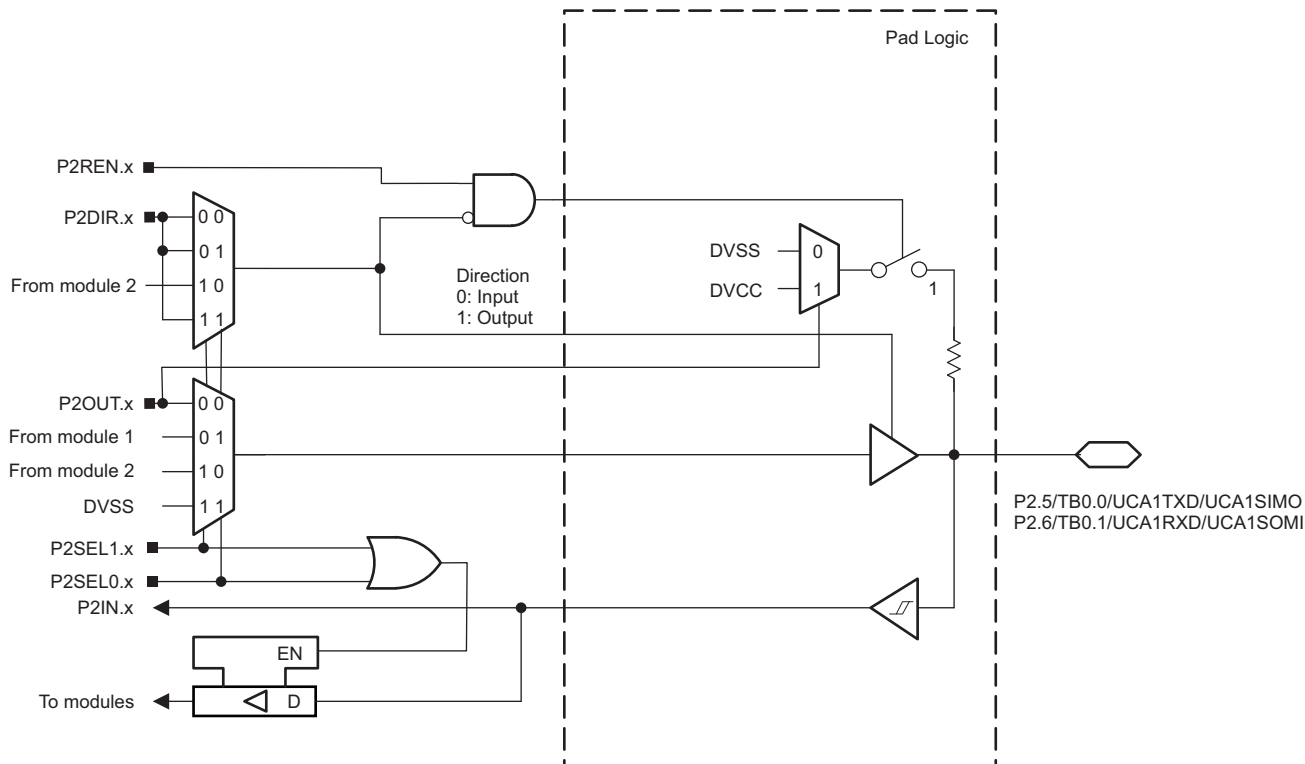 Pad Logic
P2REN.x
P2DIR.x
0 0
0 1
From module 2
1 0
1 1
Direction
0: Input
1: Output
DVSS
0
DVCC
1
1
P2OUT.x
0 0
From module 1
0 1
From module 2
1 0
DVSS
1 1
P2.5/TB0.0/UCA1TXD/UCA1SIMO
P2.6/TB0.1/UCA1RXD/UCA1SOMI
P2SEL1.x
P2SEL0.x
P2IN.x
EN
To modules
D